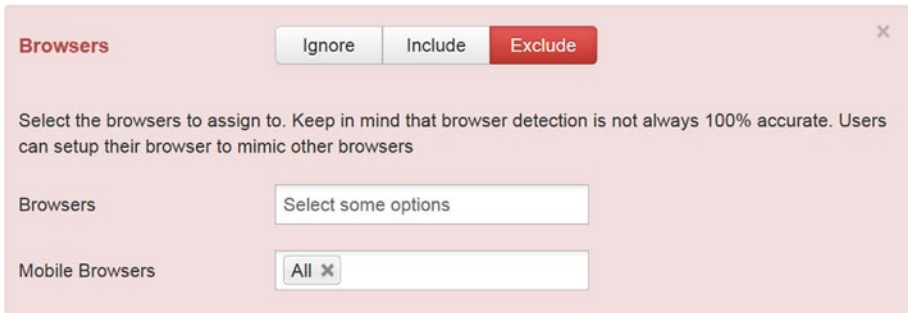 Browsers Ignore Include Exclude ×
Select the browsers to assign to. Keep in mind that browser detection is not always 100% accurate. Users
can setup their browser to mimic other browsers
Browsers Select some options
Mobile Browsers All ×